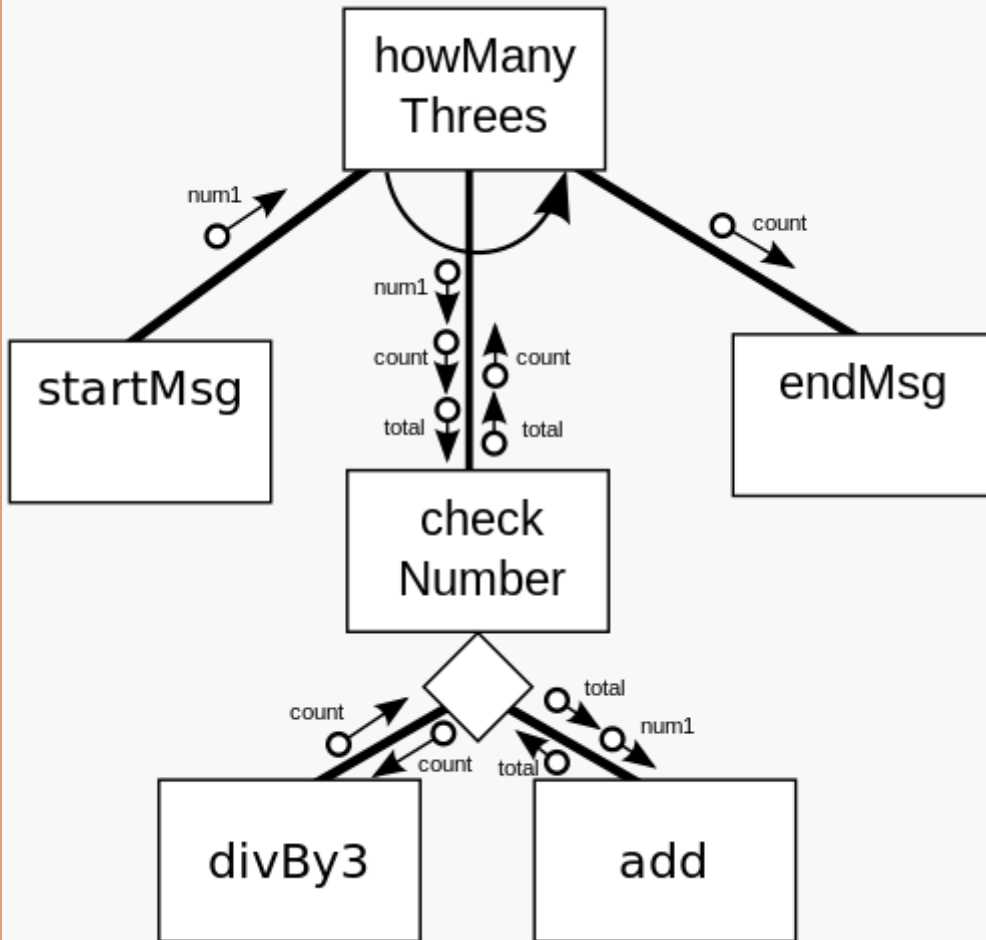 howMany
Threes
num1
count
num1
count
count
total
total
startMsg
endMsg
check
Number
count
total
num1
count
total
divBy3
add